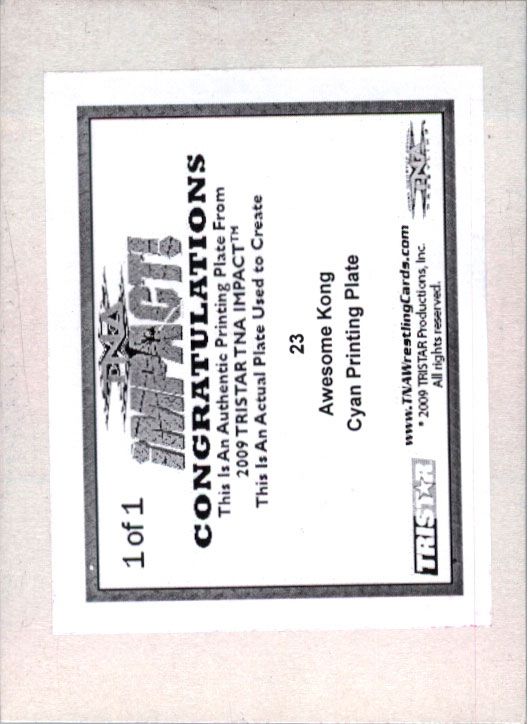 1 of 1
TNA
iMPACT!
CONGRATULATIONS
This Is An Authentic Printing Plate From
2009 TRISTAR TNA IMPACT™
This Is An Actual Plate Used to Create
23
Awesome Kong
Cyan Printing Plate
TRISTAR
www.TNAWrestlingCards.com
* 2009 TRISTAR Productions, Inc.
All rights reserved.
TNA